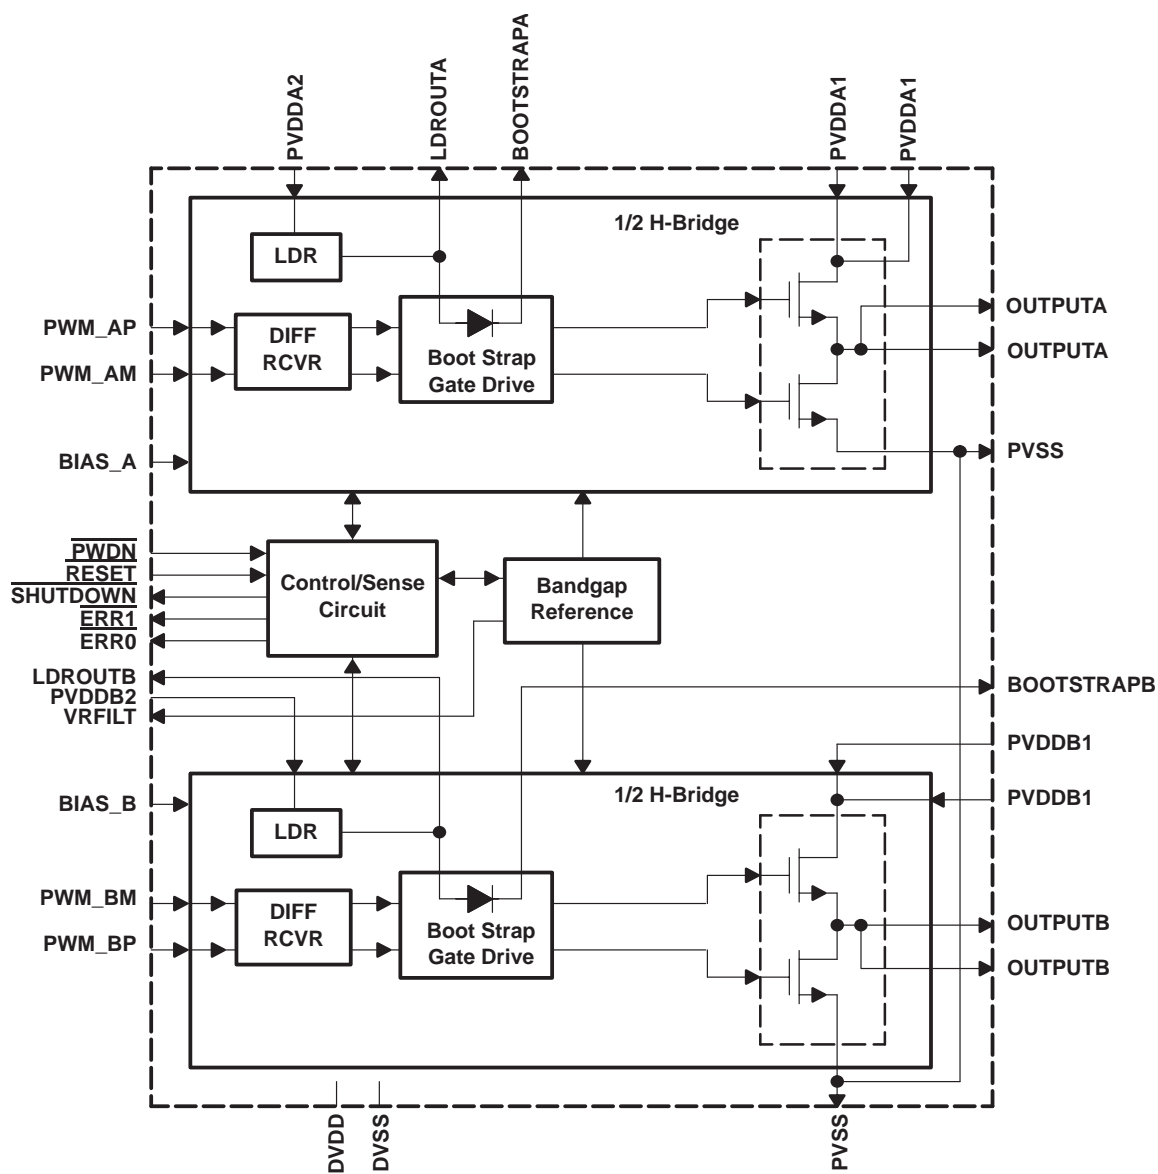 PVDDA2
LDROUTA
BOOTSTRAPA
PVDDA1
PVDDA1
1/2 H-Bridge
LDR
OUTPUTA
PWM_AP
DIFF
RCVR
Boot Strap
Gate Drive
OUTPUTA
PWM_AM
BIAS_A
PVSS
PWDN
RESET
SHUTDOWN
ERR1
ERR0
Control/Sense
Circuit
Bandgap
Reference
LDROUTB
PVDDB2
VRFILT
BOOTSTRAPB
PVDDB1
1/2 H-Bridge
BIAS_B
PVDDB1
LDR
PWM_BM
DIFF
RCVR
Boot Strap
Gate Drive
OUTPUTB
PWM_BP
OUTPUTB
DVDD
DVSS
PVSS